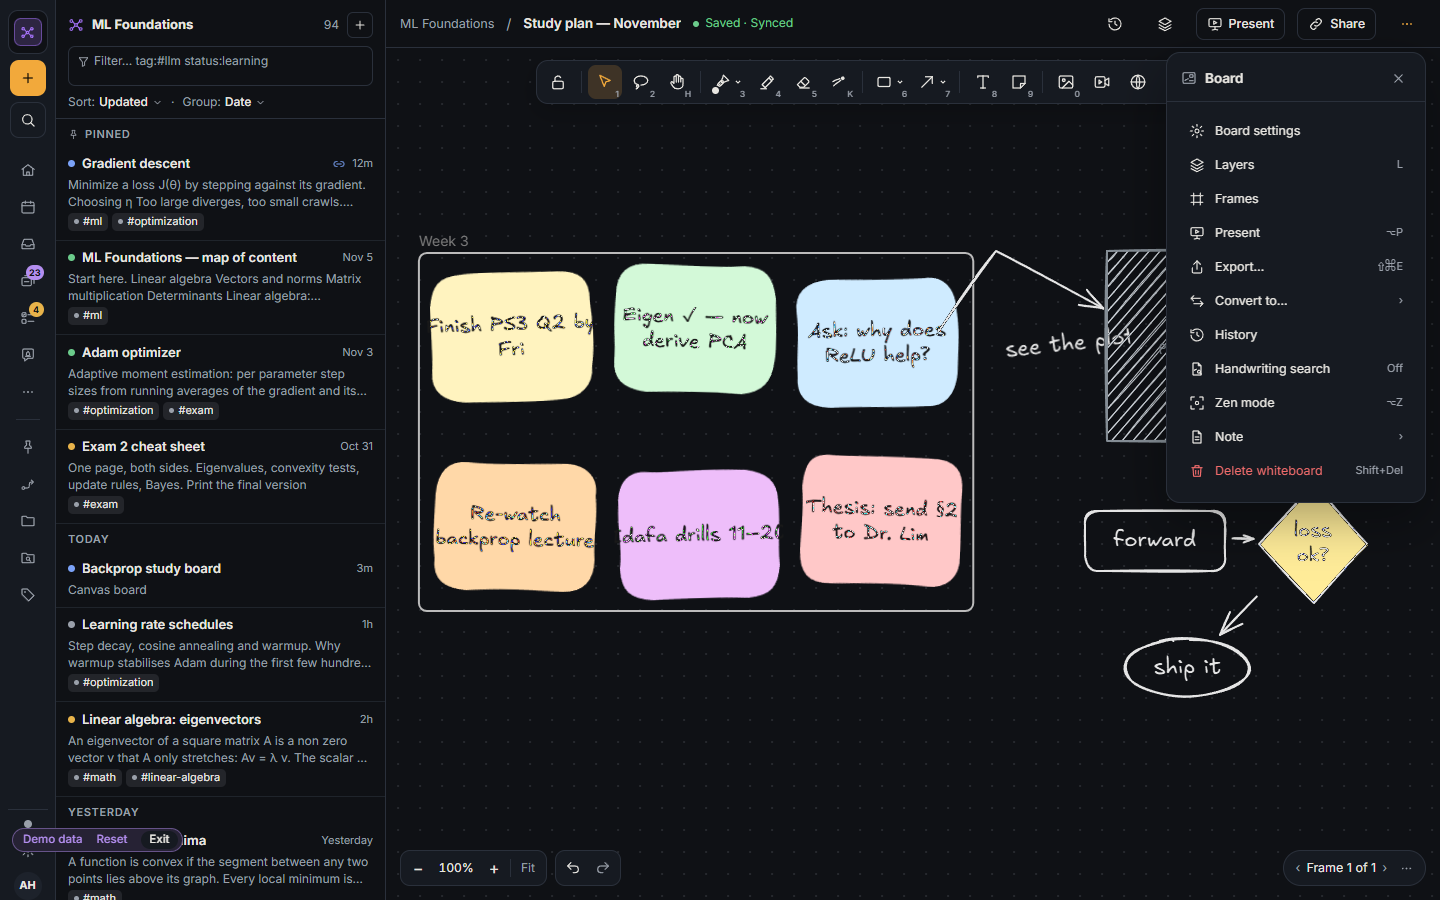 ML Foundations
94
Filter... tag:#llm status:learning
Sort: Updated · Group: Date
PINNED
Gradient descent
12m
Minimize a loss J(θ) by stepping against its gradient.
Choosing η Too large diverges, too small crawls....
#ml
#optimization
ML Foundations — map of content
Nov 5
Start here. Linear algebra Vectors and norms Matrix
multiplication Determinants Linear algebra:...
#ml
Adam optimizer
Nov 3
Adaptive moment estimation: per parameter step
sizes from running averages of the gradient and its...
#optimization
#exam
Exam 2 cheat sheet
Oct 31
One page, both sides. Eigenvalues, convexity tests,
update rules, Bayes. Print the final version
#exam
TODAY
Backprop study board
3m
Canvas board
Learning rate schedules
1h
Step decay, cosine annealing and warmup. Why
warmup stabilises Adam during the first few hundre...
#optimization
Linear algebra: eigenvectors
2h
An eigenvector of a square matrix A is a non zero
vector v that A only stretches: Av = λ v. The scalar ...
#math
#linear-algebra
YESTERDAY
ima
Yesterday
A function is convex if the segment between any two
points lies above its graph. Every local minimum is...
#math
23
4
Demo data
Reset
Exit
AH
ML Foundations / Study plan — November
Saved · Synced
Present
Share
1
2
H
3
4
5
K
6
7
8
9
0
Week 3
Finish PS3 Q2 by
Fri
Eigen ✓ — now
derive PCA
Ask: why does
ReLU help?
Re-watch
backprop lecture
drills 11–20
Thesis: send §2
to Dr. Lim
see the plot
forward
loss
ok?
ship it
Board
Board settings
Layers
L
Frames
Present
⌥P
Export...
⇧⌘E
Convert to...
History
Handwriting search
Off
Zen mode
⌥Z
Note
Delete whiteboard
Shift+Del
− 100% +
Fit
Frame 1 of 1